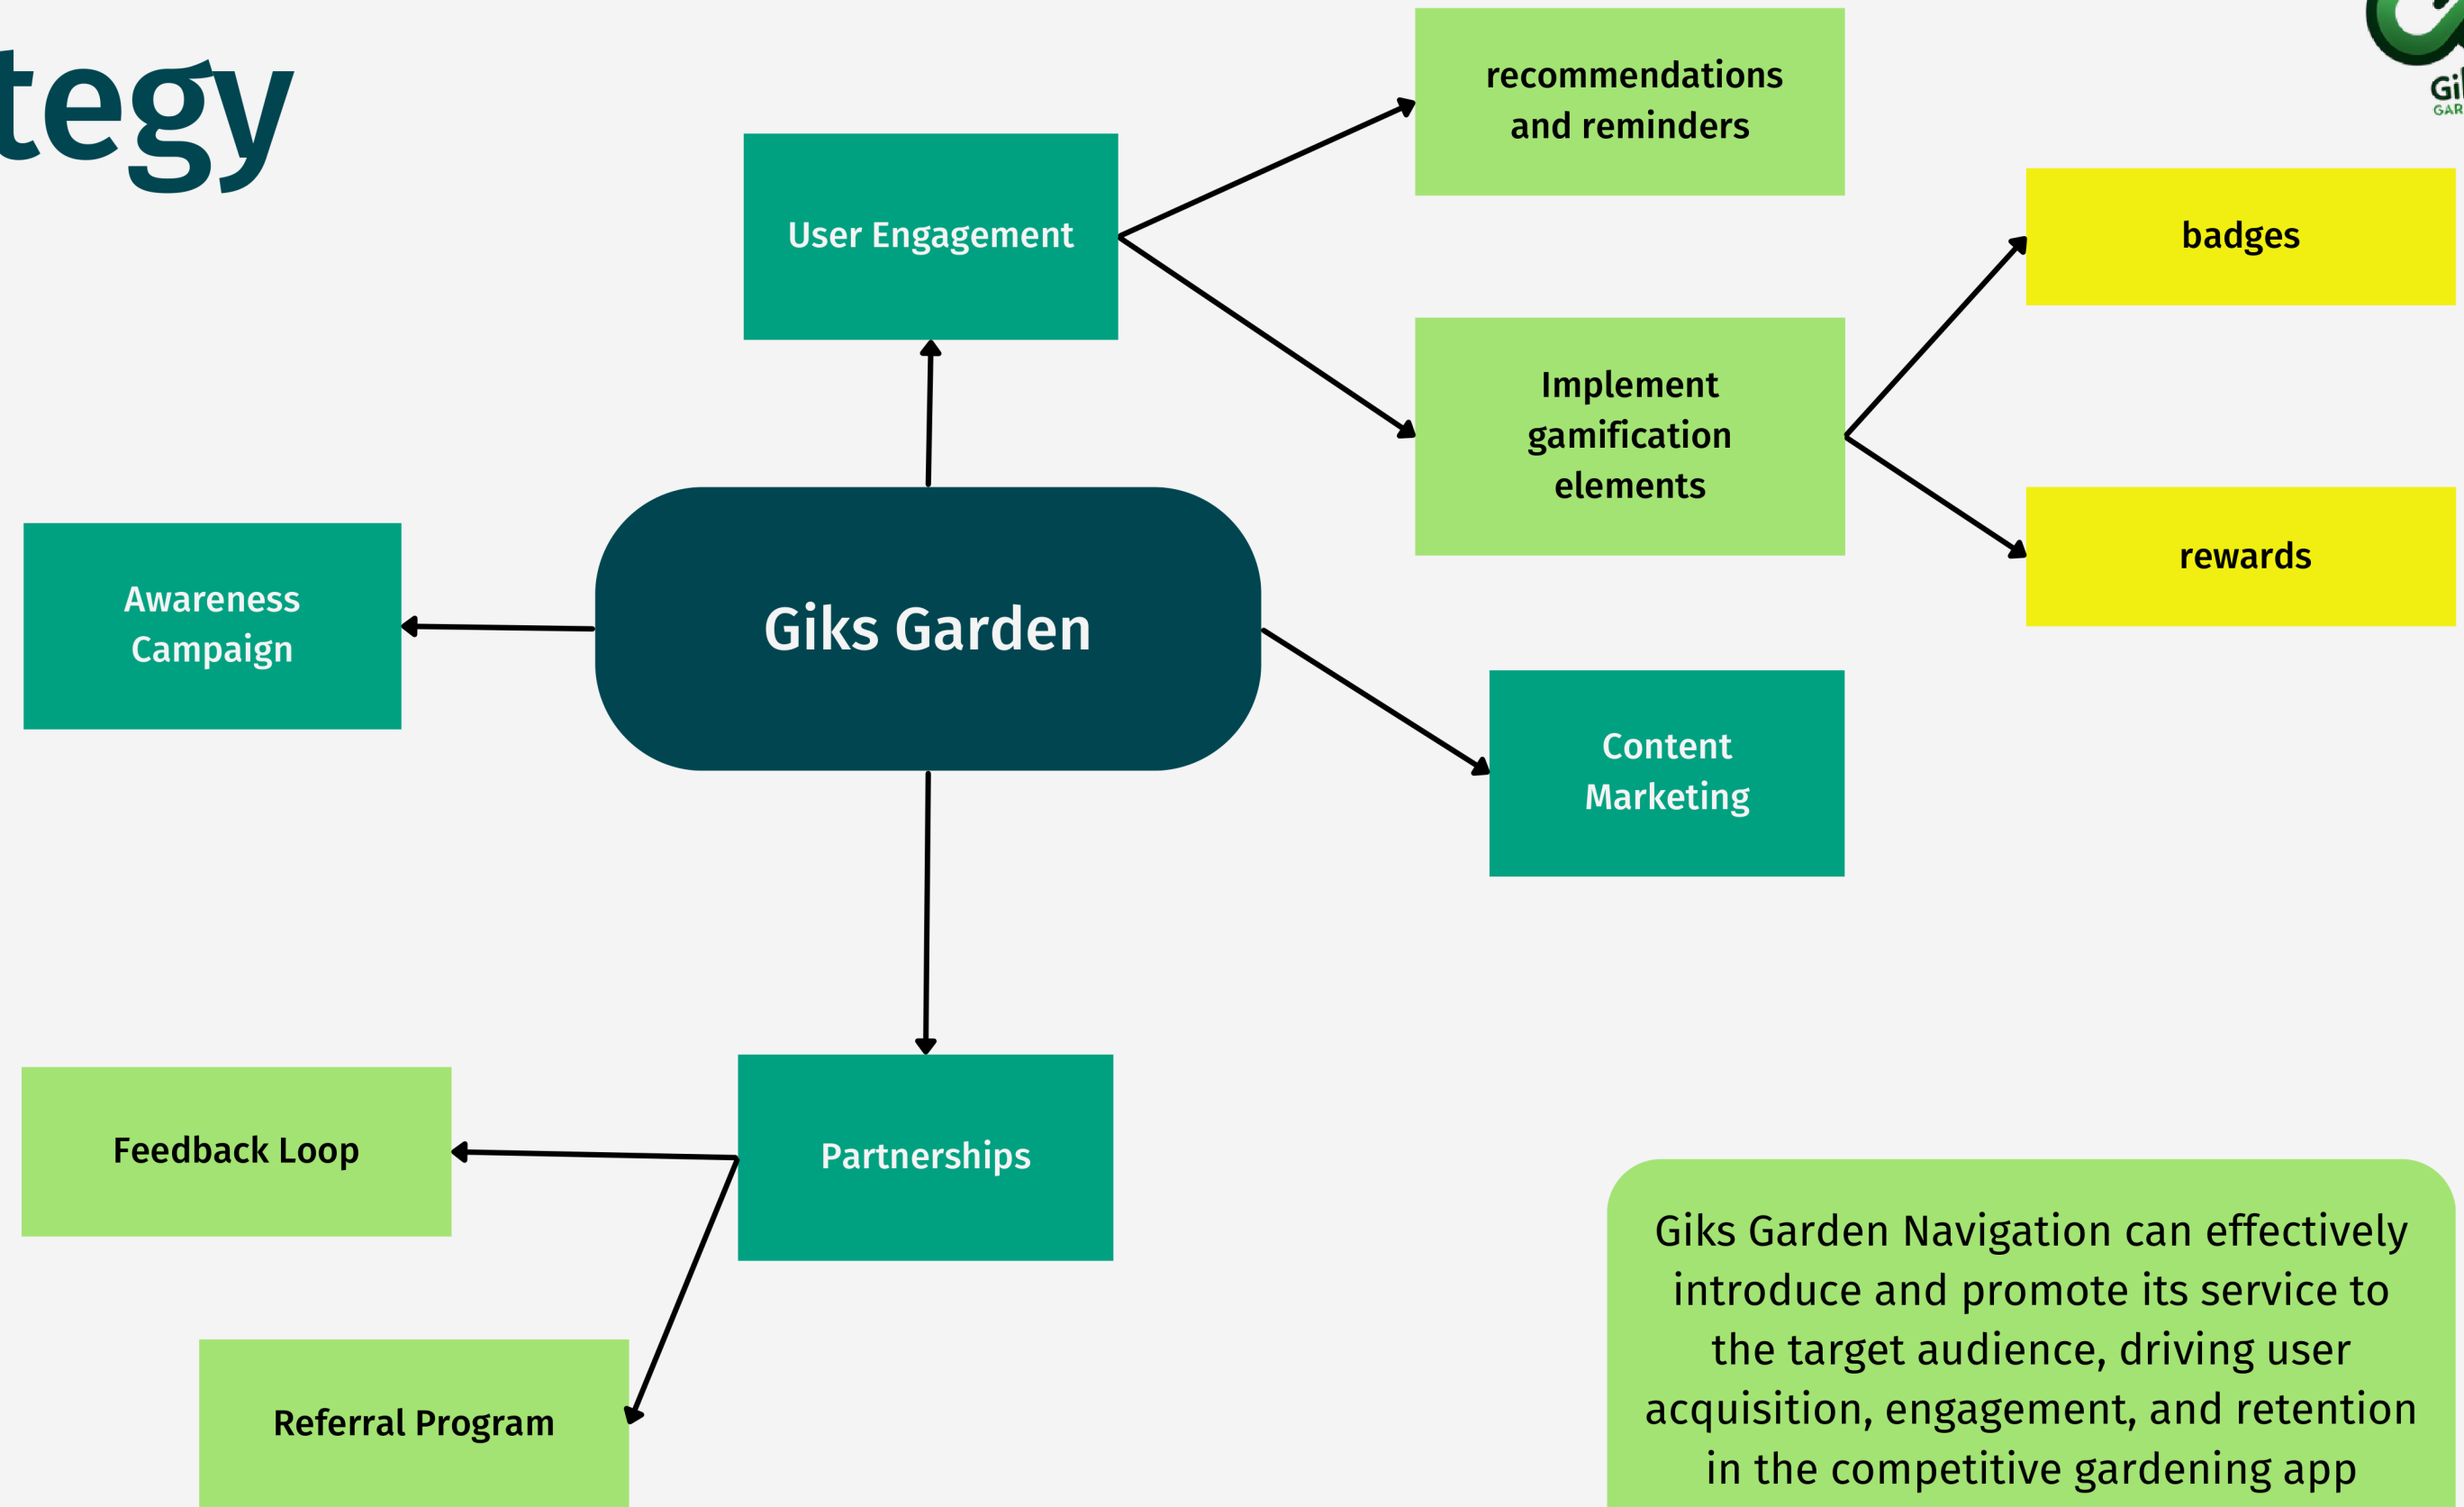 tegy
recommendations
and reminders
User Engagement
badges
Implement
gamification
elements
rewards
Awareness
Campaign
Giks Garden
Content
Marketing
Feedback Loop
Partnerships
Referral Program
Giks Garden Navigation can effectively
introduce and promote its service to
the target audience, driving user
acquisition, engagement, and retention
in the competitive gardening app